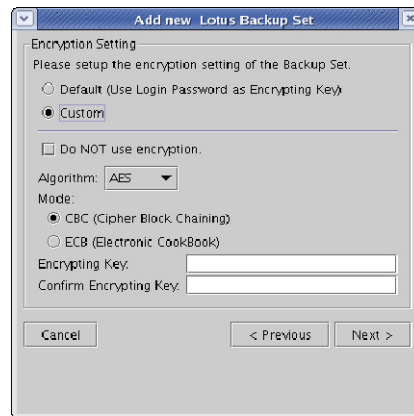 Add new Lotus Backup Set
Encryption Setting
Please setup the encryption setting of the Backup Set.
Default (Use Login Password as Encrypting Key)
Custom
Do NOT use encryption.
Algorithm: AES
Mode:
CBC (Cipher Block Chaining)
ECB (Electronic CookBook)
Encrypting Key:
Confirm Encrypting Key:
Cancel < Previous Next >